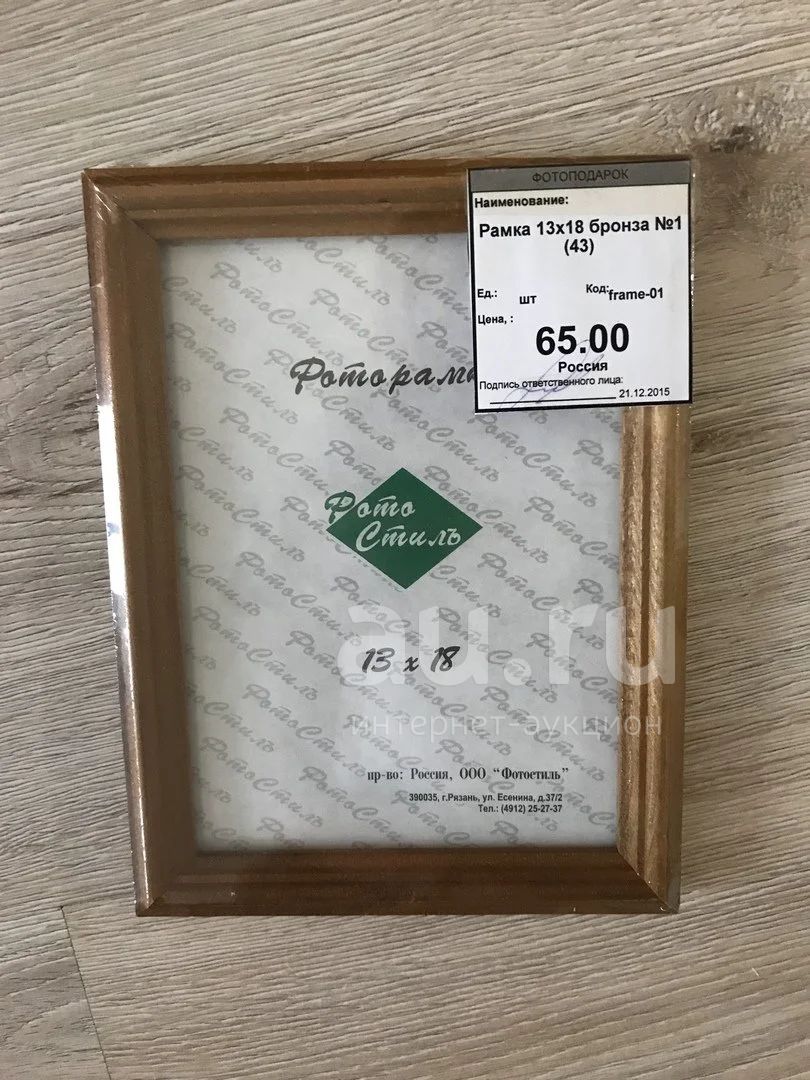 ФОТОПОДАРОК
Наименование:
Рамка 13х18 бронза №1
(43)
Ед.: шт Код: frame-01
Цена, :
65.00
Россия
Подпись ответственного лица:
21.12.2015
Фоторам
Фото
Стиль
13 х 18
au.ru
интернет-аукцион
пр-во: Россия, ООО “Фотостиль”
390035, г.Рязань, ул. Есенина, д.37/2
Тел.: (4912) 25-27-37